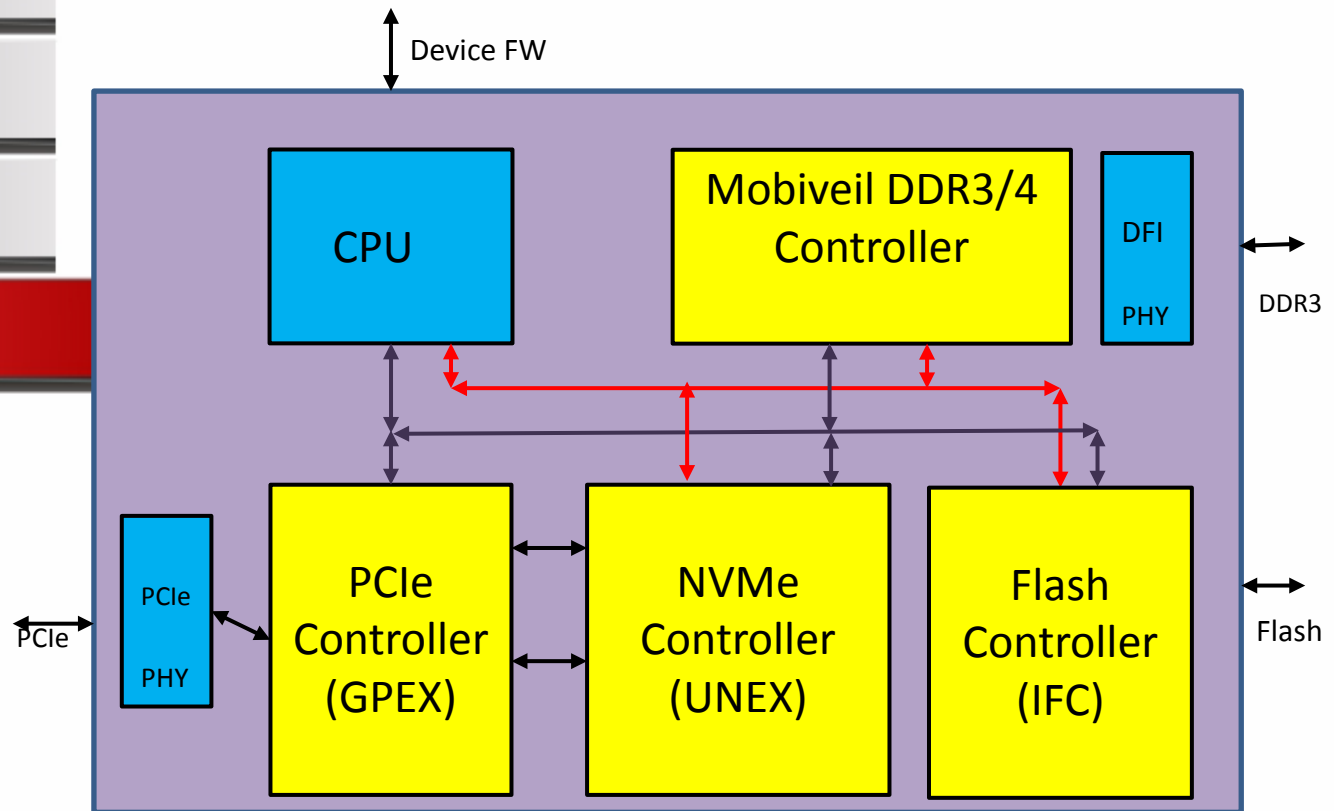 Device FW
CPU
Mobiveil DDR3/4
Controller
DFI
PHY
DDR3
PCIe
PCIe
PHY
PCIe
Controller
(GPEX)
NVMe
Controller
(UNEX)
Flash
Controller
(IFC)
Flash